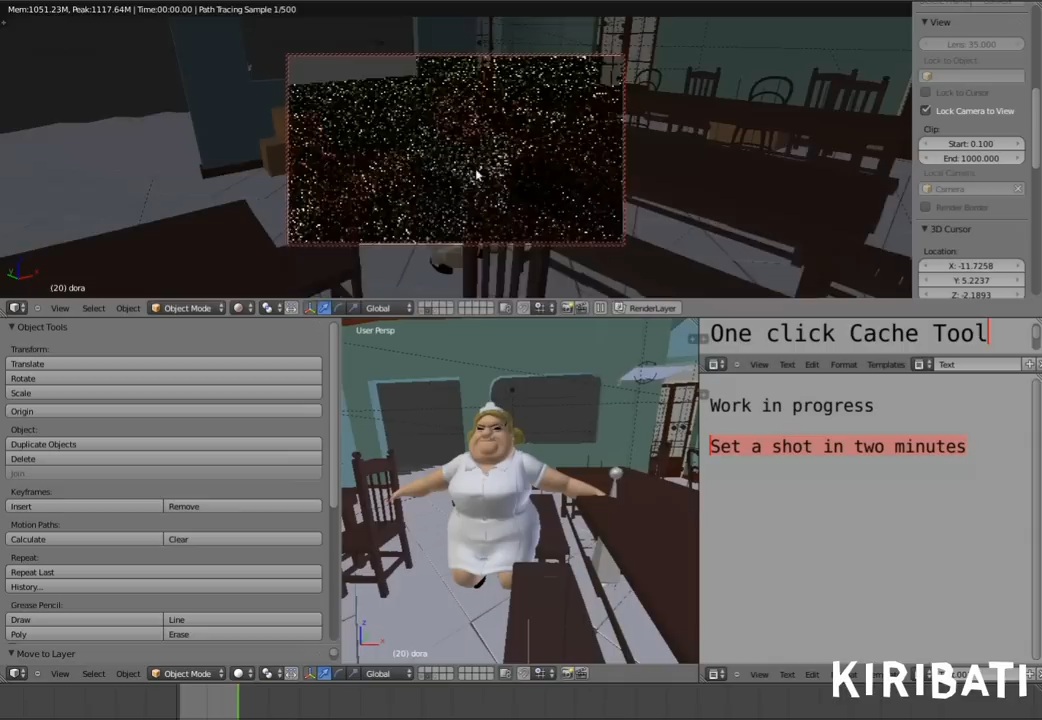 Mem:1051.23M, Peak:1117.64M | Time:00:00.00 | Path Tracing Sample 1/500
View
Lens: 35.000
Lock to Object:
Lock to Cursor
Lock Camera to View
Clip:
Start: 0.100
End: 1000.000
Local Camera:
Camera
Render Border
3D Cursor
Location:
X: -11.7258
Y: 5.2237
Z: -2.1893
(20) dora
View Select Object Object Mode Global RenderLayer
Object Tools
Transform:
Translate
Rotate
Scale
Origin
Object:
Duplicate Objects
Delete
Join
Keyframes:
Insert Remove
Motion Paths:
Calculate Clear
Repeat:
Repeat Last
History...
Grease Pencil:
Draw Line
Poly Erase
Move to Layer
User Persp
(20) dora
View Select Object Object Mode Global
One click Cache Tool
View Text Edit Format Templates Text
Work in progress
Set a shot in two minutes
View Text Edit
KIRIBATI